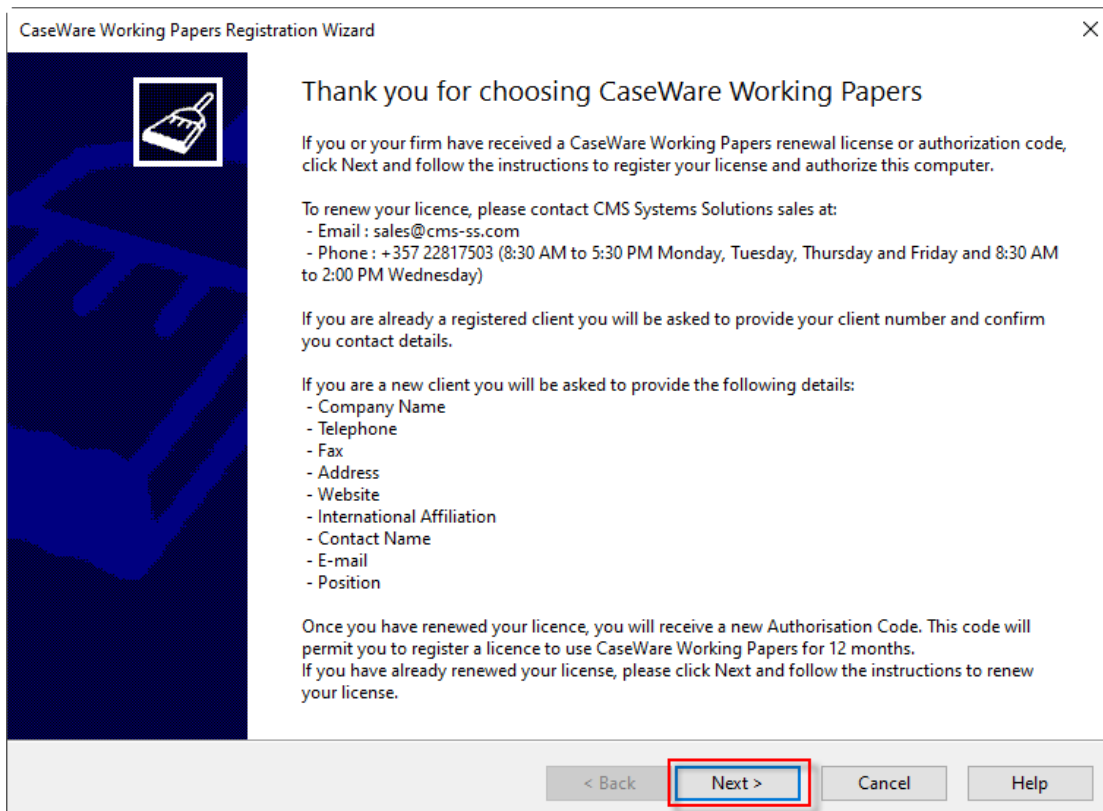 CaseWare Working Papers Registration Wizard
Thank you for choosing CaseWare Working Papers
If you or your firm have received a CaseWare Working Papers renewal license or authorization code,
click Next and follow the instructions to register your license and authorize this computer.
To renew your licence, please contact CMS Systems Solutions sales at:
- Email : sales@cms-ss.com
- Phone : +357 22817503 (8:30 AM to 5:30 PM Monday, Tuesday, Thursday and Friday and 8:30 AM
to 2:00 PM Wednesday)
If you are already a registered client you will be asked to provide your client number and confirm
you contact details.
If you are a new client you will be asked to provide the following details:
- Company Name
- Telephone
- Fax
- Address
- Website
- International Affiliation
- Contact Name
- E-mail
- Position
Once you have renewed your licence, you will receive a new Authorisation Code. This code will
permit you to register a licence to use CaseWare Working Papers for 12 months.
If you have already renewed your license, please click Next and follow the instructions to renew
your license.
< Back Next > Cancel Help